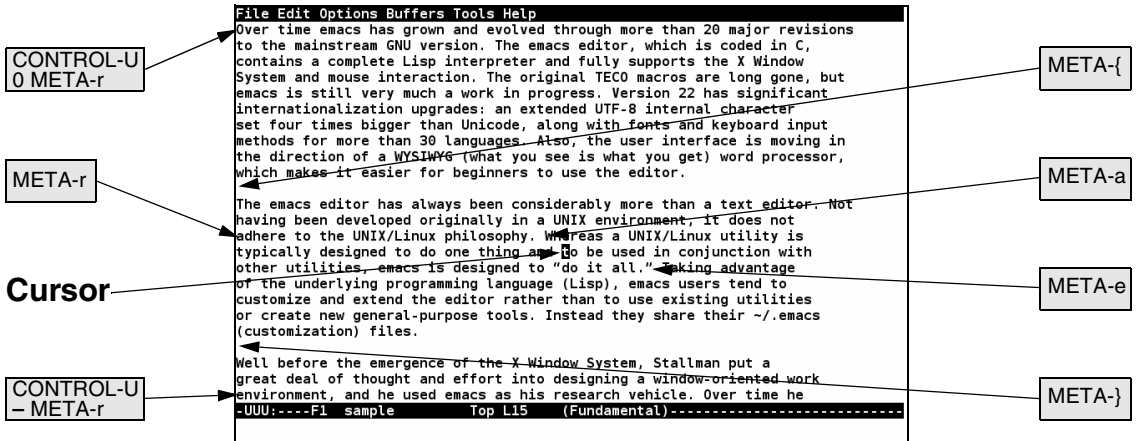 File Edit Options Buffers Tools Help
Over time emacs has grown and evolved through more than 20 major revisions
to the mainstream GNU version. The emacs editor, which is coded in C,
contains a complete Lisp interpreter and fully supports the X Window
System and mouse interaction. The original TECO macros are long gone, but
emacs is still very much a work in progress. Version 22 has significant
internationalization upgrades: an extended UTF-8 internal character
set four times bigger than Unicode, along with fonts and keyboard input
methods for more than 30 languages. Also, the user interface is moving in
the direction of a WYSIWYG (what you see is what you get) word processor,
which makes it easier for beginners to use the editor.
The emacs editor has always been considerably more than a text editor. Not
having been developed originally in a UNIX environment, it does not
adhere to the UNIX/Linux philosophy. Whereas a UNIX/Linux utility is
typically designed to do one thing and to be used in conjunction with
other utilities, emacs is designed to “do it all.” Taking advantage
of the underlying programming language (Lisp), emacs users tend to
customize and extend the editor rather than to use existing utilities
or create new general-purpose tools. Instead they share their ~/.emacs
(customization) files.
Well before the emergence of the X Window System, Stallman put a
great deal of thought and effort into designing a window-oriented work
environment, and he used emacs as his research vehicle. Over time he
-UUU:----F1 sample Top L15 (Fundamental)----------------------------
CONTROL-U
0 META-r
META-r
Cursor
CONTROL-U
– META-r
META-{
META-a
META-e
META-}